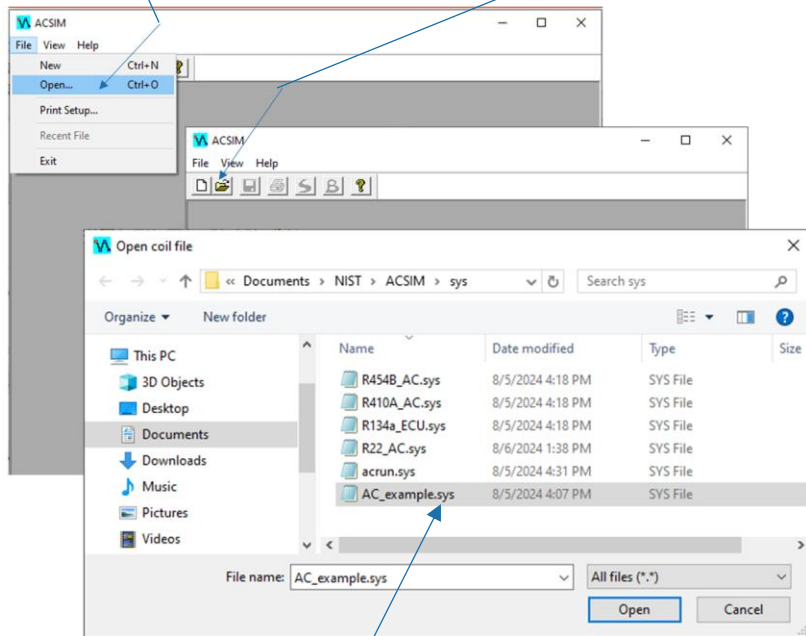 ACSIM
File View Help
New Ctrl+N
Open... Ctrl+O
Print Setup...
Recent File
Exit
ACSIM
File View Help
S B ?
Open coil file
« Documents > NIST > ACSIM > sys
Search sys
Organize New folder
Name Date modified Type Size
This PC
3D Objects
Desktop
Documents
Downloads
Music
Pictures
Videos
R454B_AC.sys 8/5/2024 4:18 PM SYS File
R410A_AC.sys 8/5/2024 4:18 PM SYS File
R134a_ECU.sys 8/5/2024 4:18 PM SYS File
R22_AC.sys 8/6/2024 1:38 PM SYS File
acrun.sys 8/5/2024 4:31 PM SYS File
AC_example.sys 8/5/2024 4:07 PM SYS File
File name: AC_example.sys All files (*.*)
Open Cancel